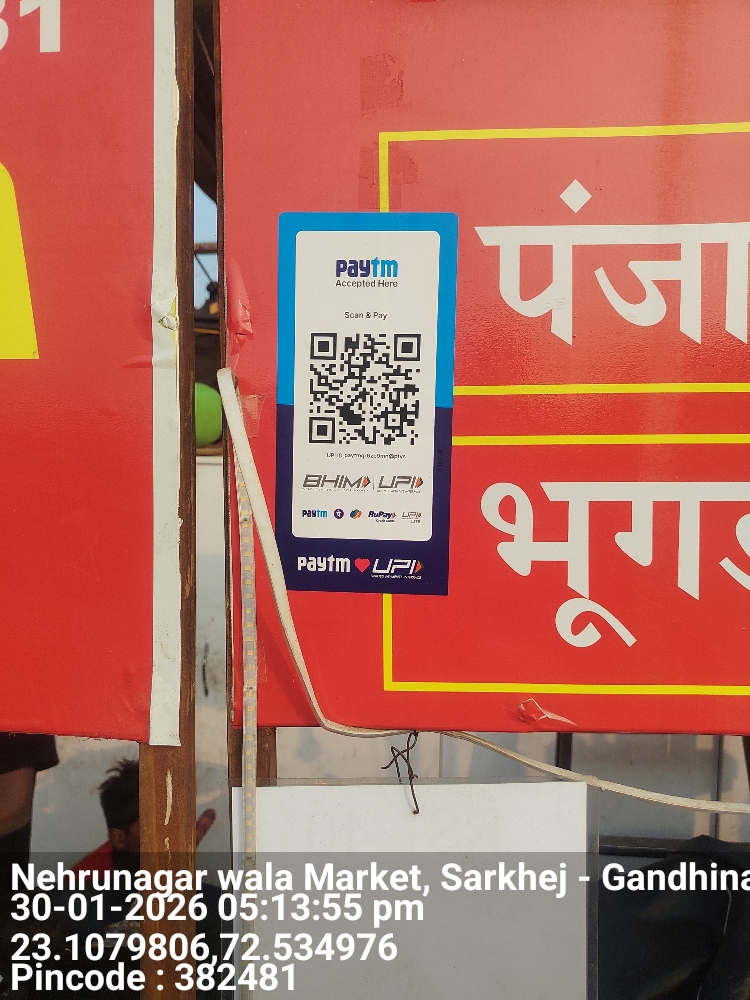 31
paytm
Accepted Here
Scan & Pay
BHIM UPI
paytm RuPay UPI
paytm UPI
पंजा
भूग
Nehrunagar wala Market, Sarkhej - Gandhina
30-01-2026 05:13:55 pm
23.1079806,72.534976
Pincode : 382481